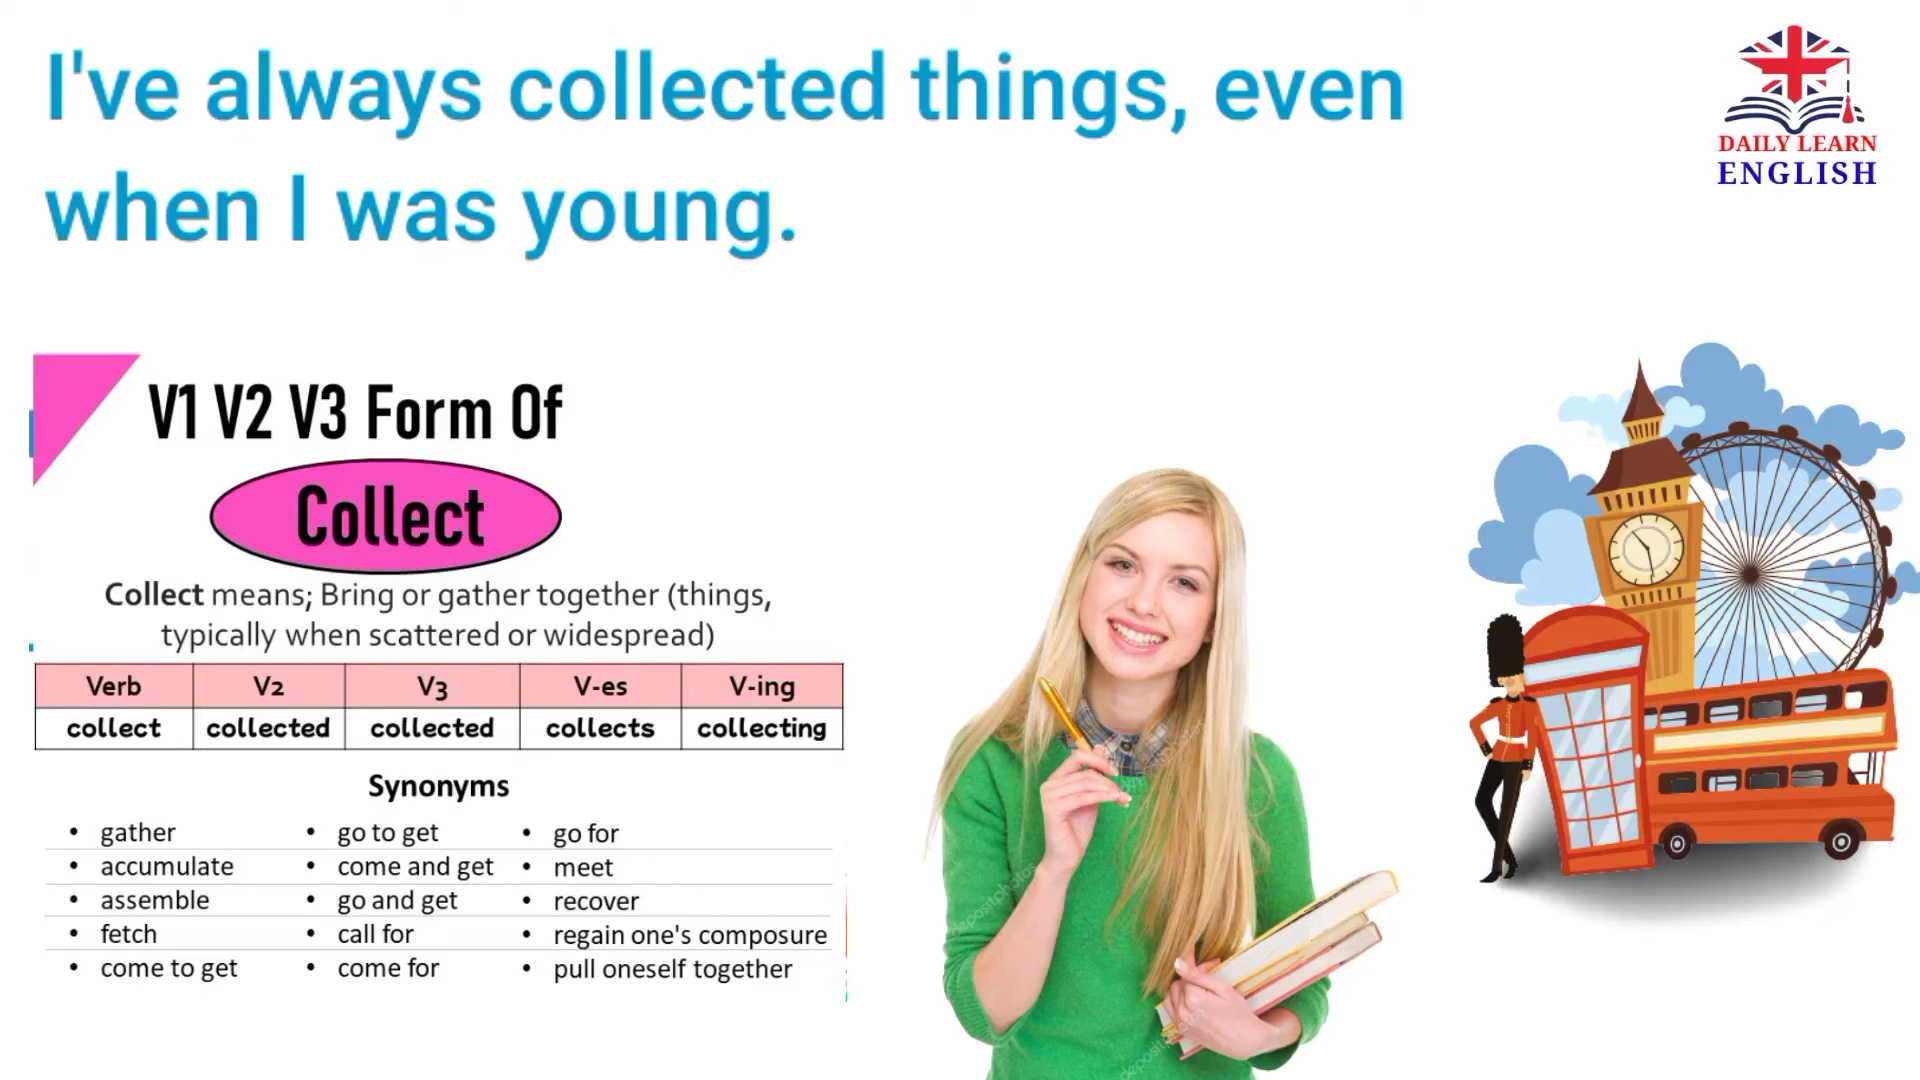 I've always collected things, even
when I was young.
DAILY LEARN
ENGLISH
V1 V2 V3 Form Of
Collect
Collect means; Bring or gather together (things,
typically when scattered or widespread)
Verb V2 V3 V-es V-ing
collect collected collected collects collecting
Synonyms
• gather • go to get • go for
• accumulate • come and get • meet
• assemble • go and get • recover
• fetch • call for • regain one's composure
• come to get • come for • pull oneself together
depositphotos
depositphotos
depositphotos